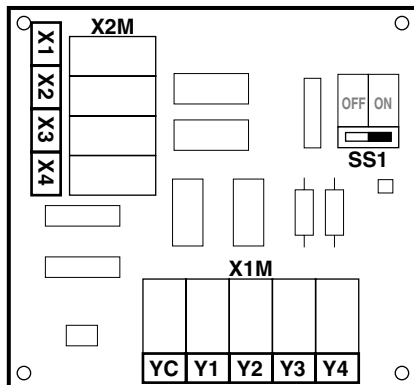 X2M
X1
X2
X3
X4
OFF ON
SS1
X1M
YC Y1 Y2 Y3 Y4